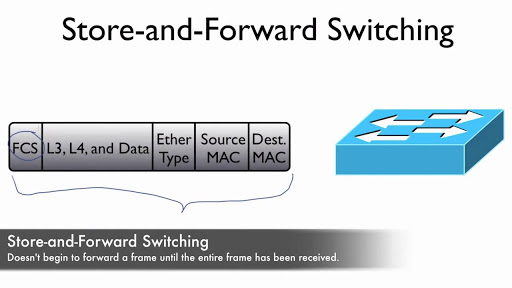 Store-and-Forward Switching
FCS L3, L4, and Data Ether Type Source MAC Dest. MAC
Store-and-Forward Switching
Doesn't begin to forward a frame until the entire frame has been received.